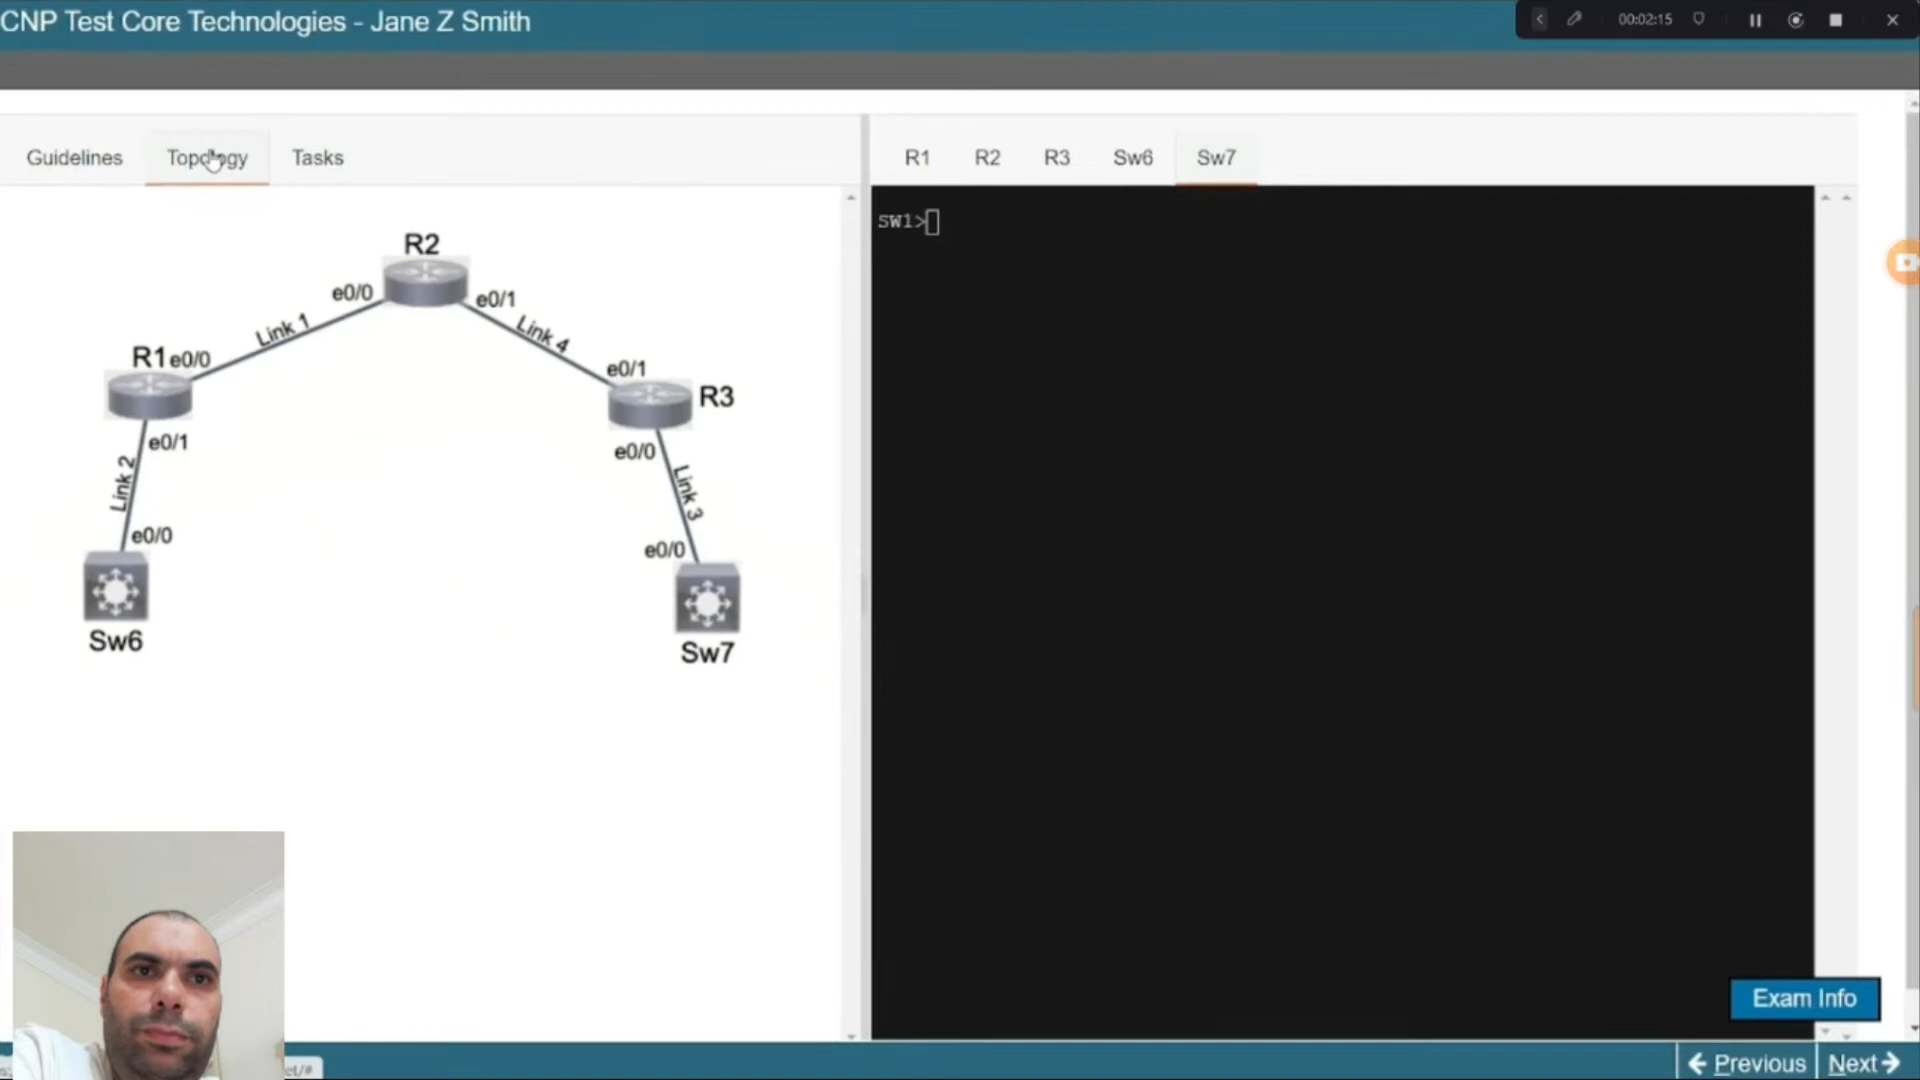 CNP Test Core Technologies - Jane Z Smith
00:02:15
Guidelines
Topology
Tasks
R1
R2
R3
Sw6
Sw7
SW1>
R2
e0/0
e0/1
Link 1
Link 4
R1
e0/0
e0/1
R3
e0/1
e0/0
Link 2
Link 3
e0/0
e0/0
Sw6
Sw7
Exam Info
et/#
Previous
Next